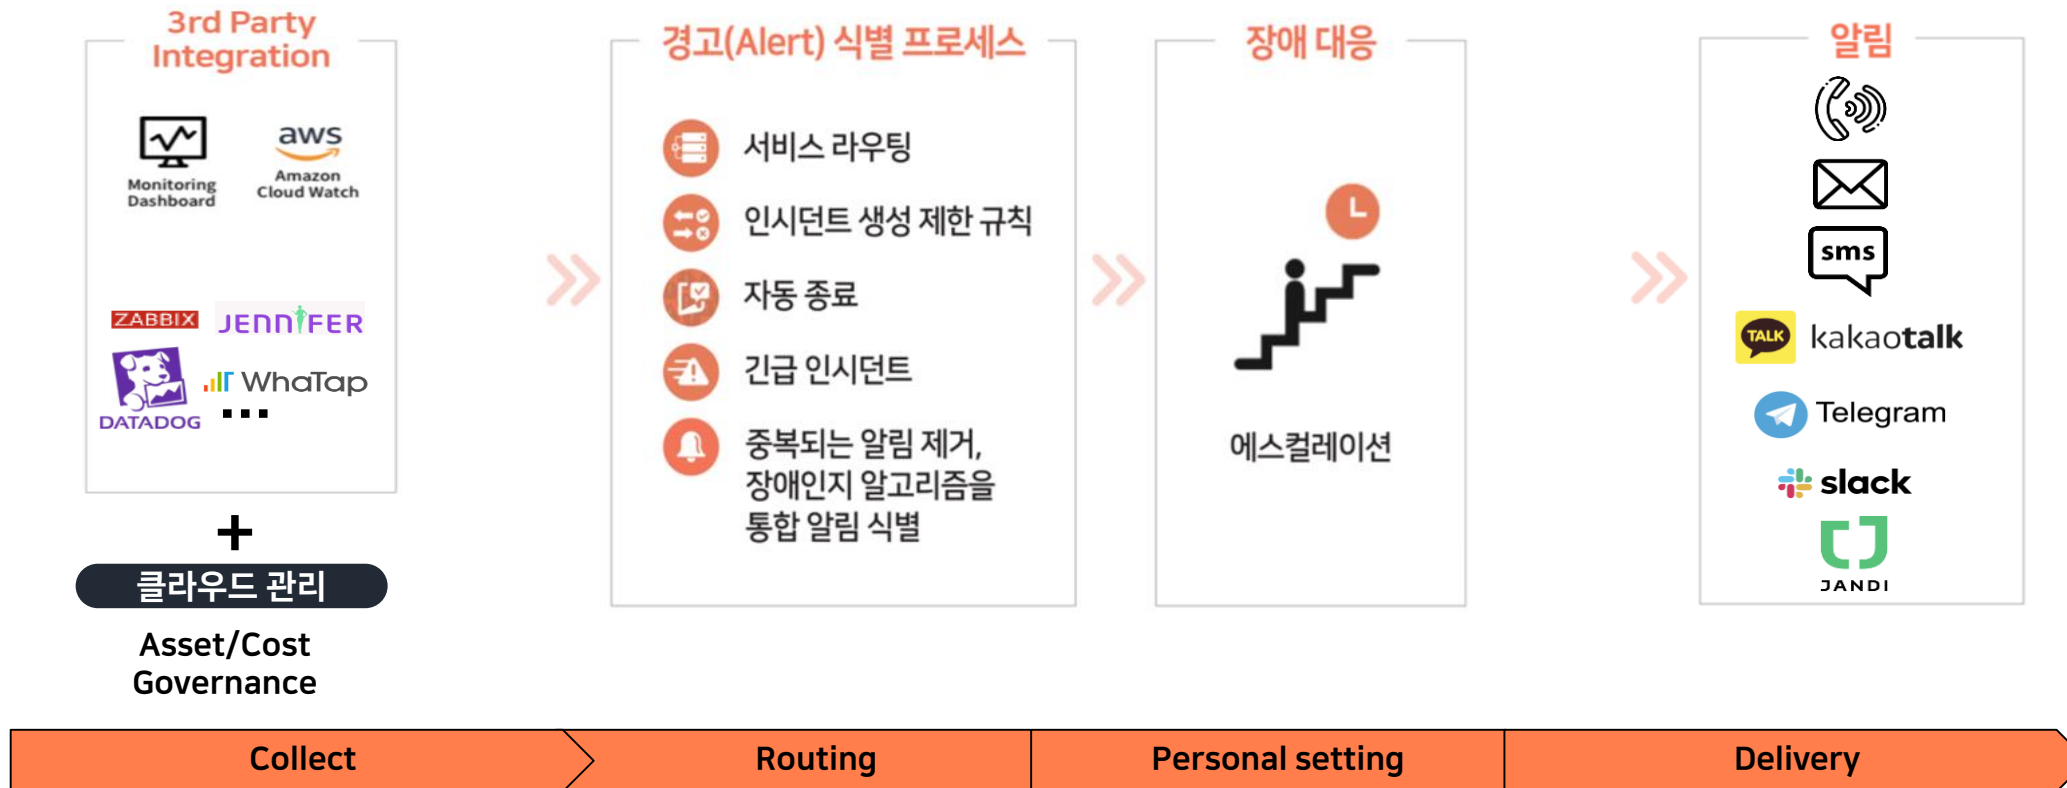 3rd Party
Integration
Monitoring
Dashboard
aws
Amazon
Cloud Watch
ZABBIX
JENNIFER
DATADOG
WhaTap
...
+
클라우드 관리
Asset/Cost
Governance
경고(Alert) 식별 프로세스
서비스 라우팅
인시던트 생성 제한 규칙
자동 종료
긴급 인시던트
중복되는 알림 제거,
장애인지 알고리즘을
통합 알림 식별
장애 대응
에스컬레이션
알림
sms
TALK
kakaotalk
Telegram
slack
JANDI
Collect
Routing
Personal setting
Delivery